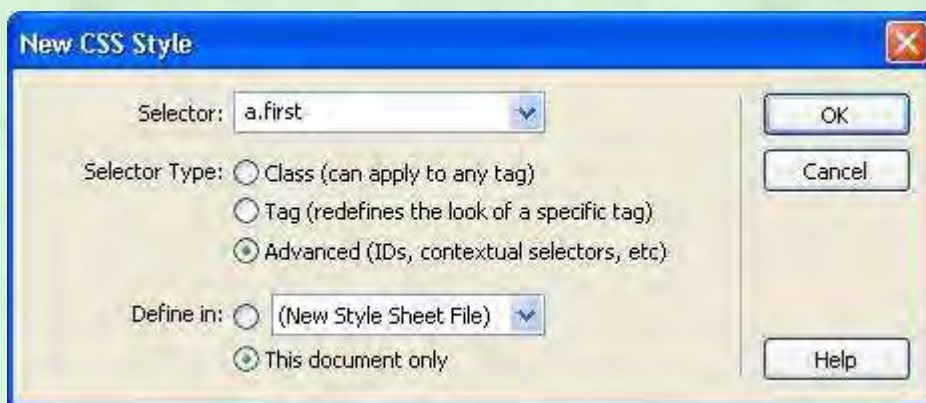 New CSS Style
Selector: a.first
OK
Selector Type: Class (can apply to any tag)
Cancel
Tag (redefines the look of a specific tag)
Advanced (IDs, contextual selectors, etc)
Define in: (New Style Sheet File)
This document only
Help